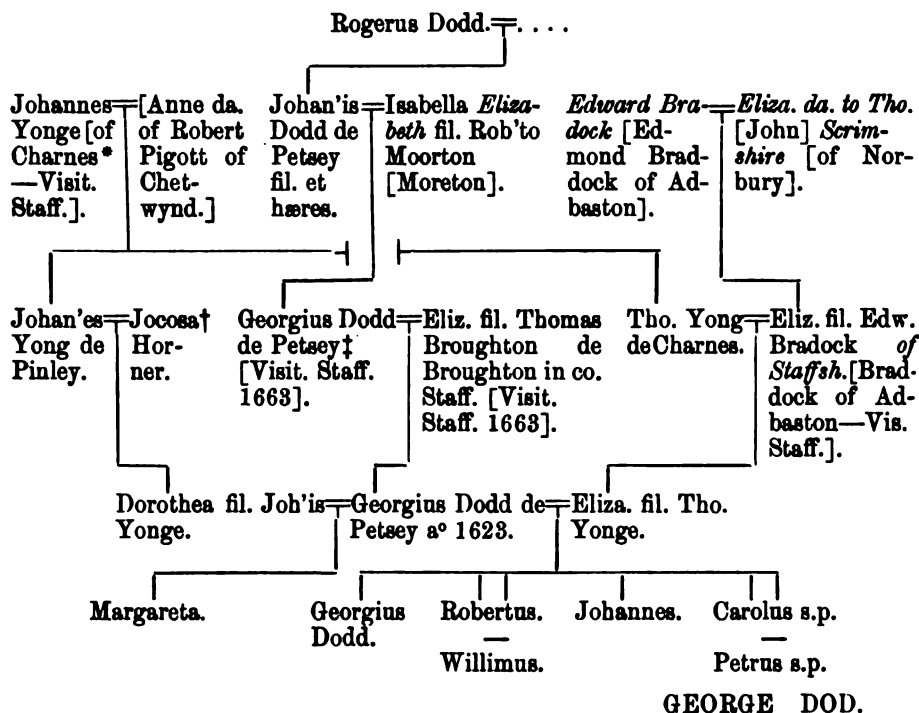 Rogerus Dodd.=. . . .
Johannes=[Anne da.
Yonge [of of Robert
Charnes* Pigott of
—Visit. Chet-
Staff.]. wynd.]
Johan'is=Isabella Eliza-
Dodd de beth fil. Rob'to
Petsey Moorton
fil. et [Moreton].
hæres.
Edward Bra-=Eliza. da. to Tho.
dock [Ed- [John] Scrim-
mond Brad- shire [of Nor-
dock of Ad- bury].
baston].
Johan'es=Jocosa†
Yong de Hor-
Pinley. ner.
Georgius Dodd=Eliz. fil. Thomas
de Petsey‡ Broughton de
[Visit. Staff. Broughton in co.
1663]. Staff. [Visit.
Staff. 1663].
Tho. Yong=Eliz. fil. Edw.
de Charnes. Bradock of
Staffsh. [Brad-
dock of Ad-
baston—Vis.
Staff.].
Dorothea fil. Joh'is=Georgius Dodd de=Eliza. fil. Tho.
Yonge. Petsey aº 1623. Yonge.
Margareta. Georgius Robertus. Johannes. Carolus s.p.
Dodd. — —
Willimus. Petrus s.p.
GEORGE DOD.